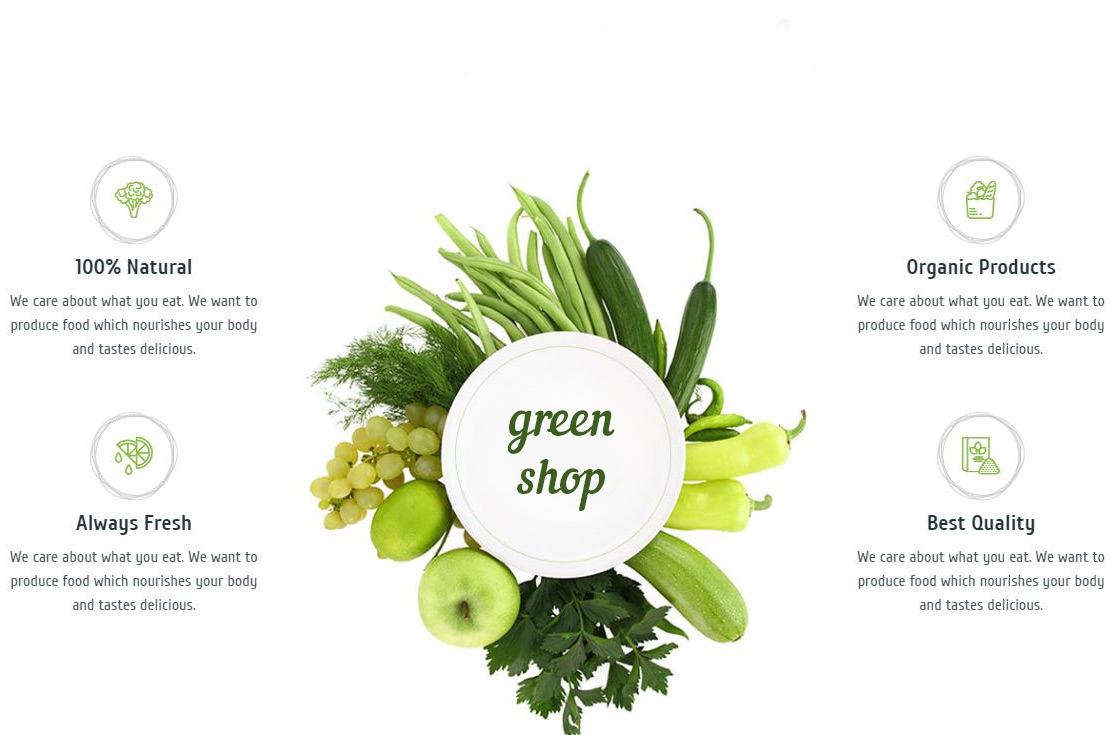 100% Natural
We care about what you eat. We want to
produce food which nourishes your body
and tastes delicious.
Always Fresh
We care about what you eat. We want to
produce food which nourishes your body
and tastes delicious.
green
shop
Organic Products
We care about what you eat. We want to
produce food which nourishes your body
and tastes delicious.
Best Quality
We care about what you eat. We want to
produce food which nourishes your body
and tastes delicious.